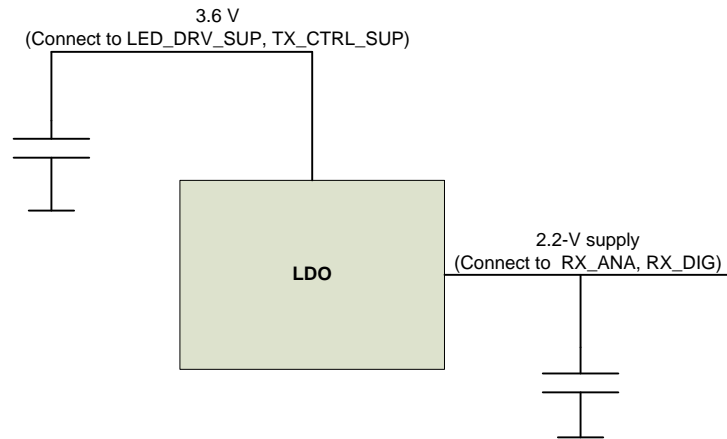 3.6 V
(Connect to LED_DRV_SUP, TX_CTRL_SUP)
LDO
2.2-V supply
(Connect to RX_ANA, RX_DIG)